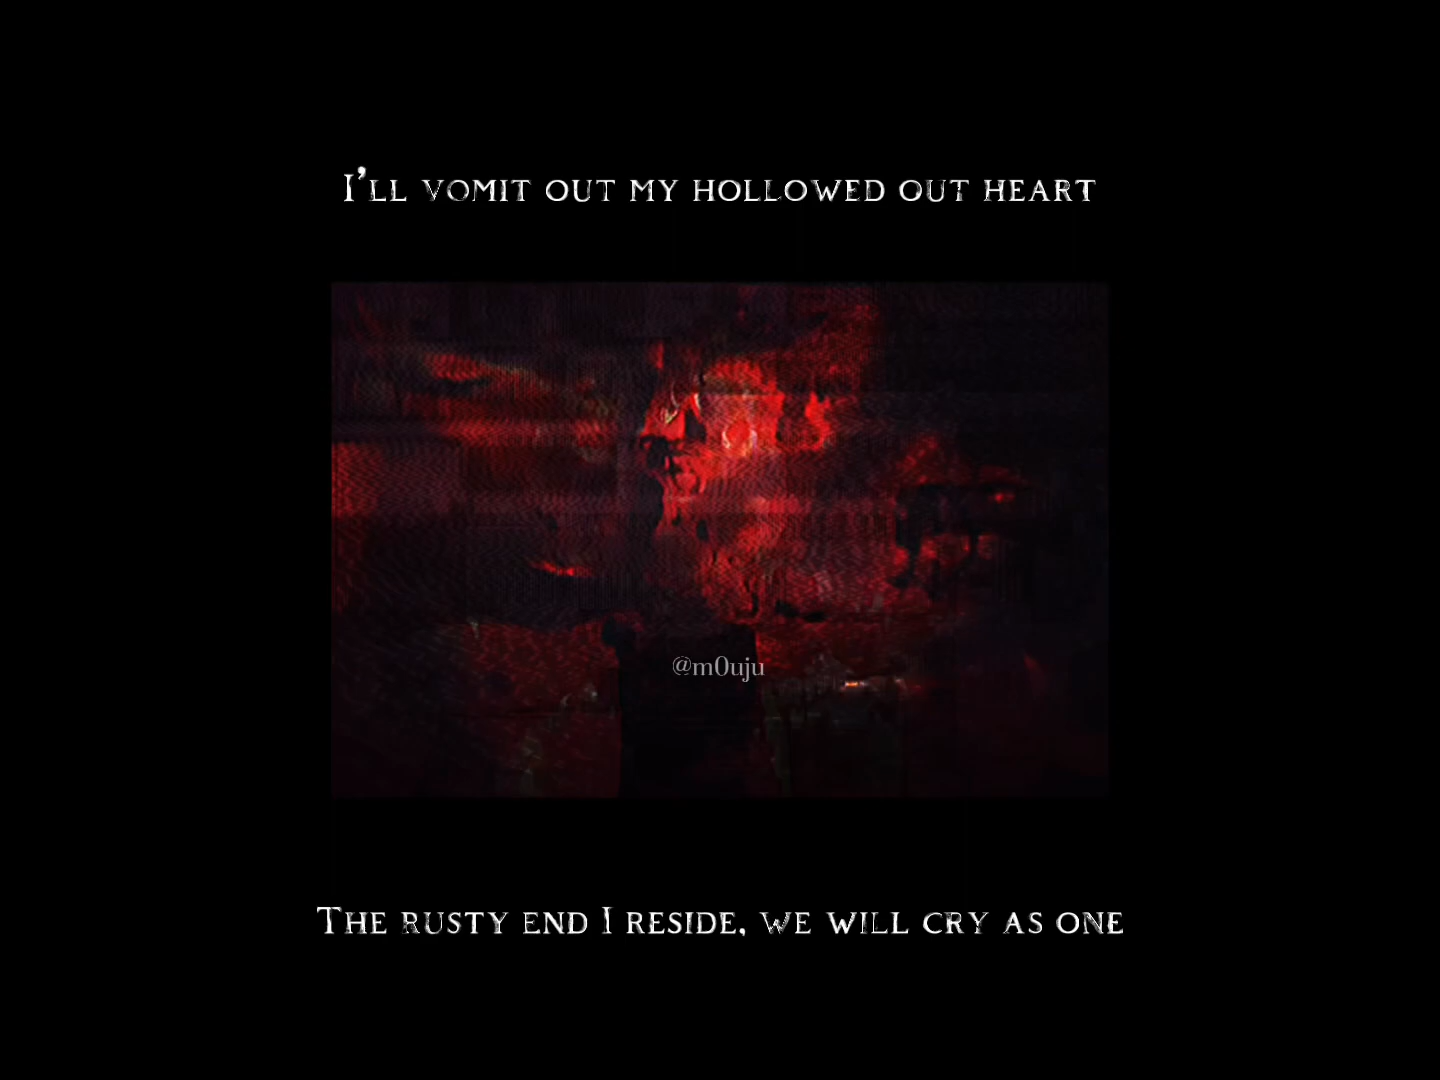 I'll vomit out my hollowed out heart
@m0uju
The rusty end I reside, we will cry as one